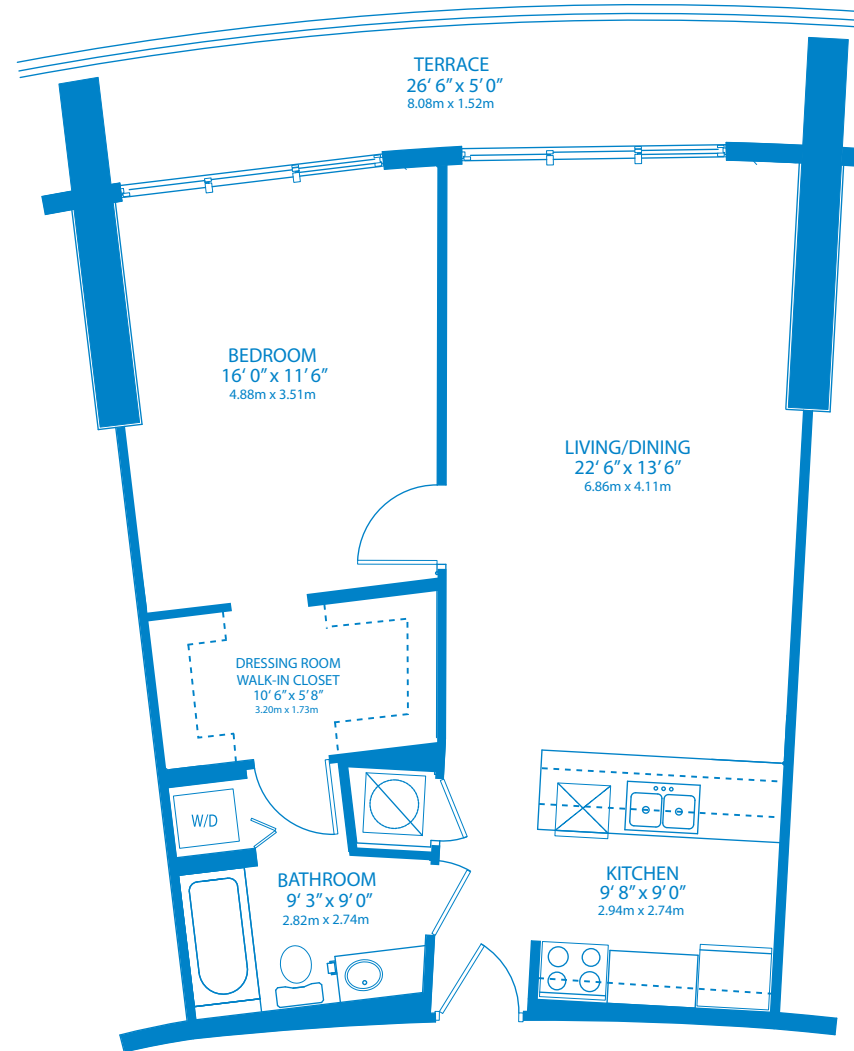 TERRACE
26‘ 6” x 5‘ 0”
8.08m x 1.52m
BEDROOM
16‘ 0” x 11‘ 6”
4.88m x 3.51m
LIVING/DINING
22‘ 6” x 13‘ 6”
6.86m x 4.11m
DRESSING ROOM
WALK-IN CLOSET
10‘ 6” x 5‘ 8”
3.20m x 1.73m
W/D
BATHROOM
9‘ 3” x 9‘ 0”
2.82m x 2.74m
KITCHEN
9‘ 8” x 9‘ 0”
2.94m x 2.74m